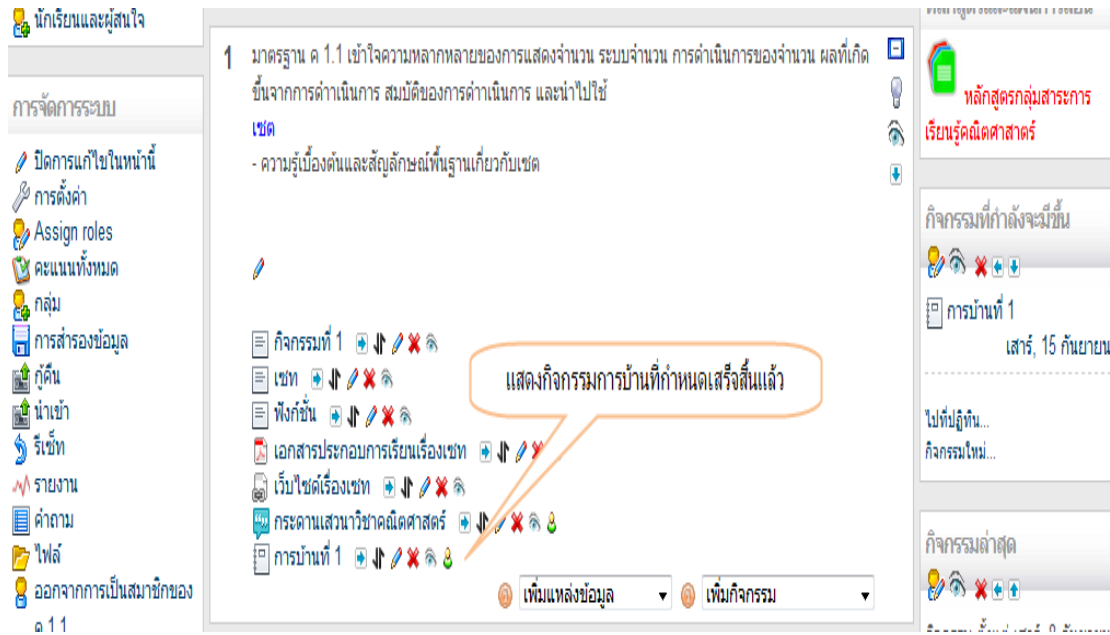 นักเรียนและผู้สนใจ
การจัดการระบบ
ปิดการแก้ไขในหน้านี้
การตั้งค่า
Assign roles
คะแนนทั้งหมด
กลุ่ม
การสำรองข้อมูล
กู้คืน
นำเข้า
รีเซ็ท
รายงาน
คำถาม
ไฟล์
ออกจากการเป็นสมาชิกของ
ค 1.1
1
มาตรฐาน ค 1.1 เข้าใจความหลากหลายของการแสดงจำนวน ระบบจำนวน การดำเนินการของจำนวน ผลที่เกิด
ขึ้นจากการดำาเนินการ สมบัติของการดำาเนินการ และนำาไปใช้
เซต
- ความรู้เบื้องต้นและสัญลักษณ์พื้นฐานเกี่ยวกับเซต
กิจกรรมที่ 1
เซท
ฟังก์ชั่น
เอกสารประกอบการเรียนเรื่องเซท
เว็บไซด์เรื่องเซท
กระดานเสวนาวิชาคณิตศาสตร์
การบ้านที่ 1
แสดงกิจกรรมการบ้านที่กำหนดเสร็จสิ้นแล้ว
เพิ่มแหล่งข้อมูล
เพิ่มกิจกรรม
หลักสูตรกลุ่มสาระการ
เรียนรู้คณิตศาสาตร์
กิจกรรมที่กำลังจะมีขึ้น
การบ้านที่ 1
เสาร์, 15 กันยายน
ไปที่ปฏิทิน...
กิจกรรมใหม่...
กิจกรรมล่าสุด